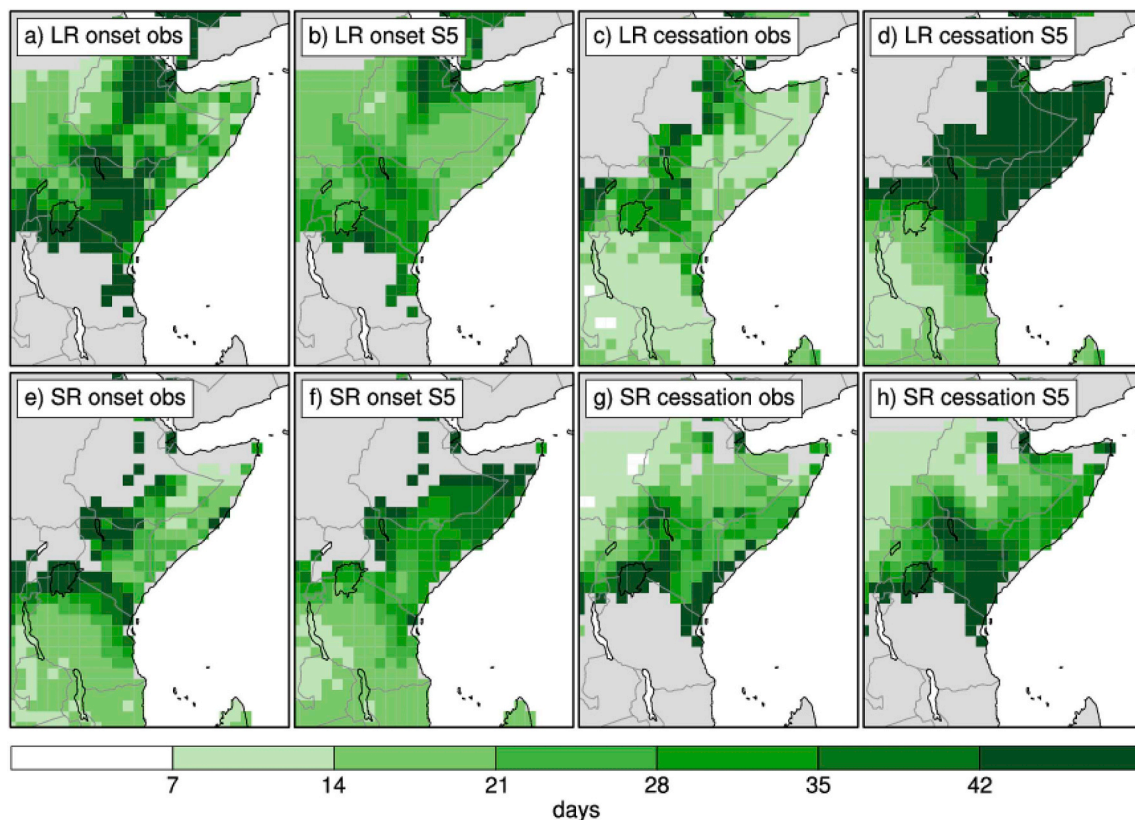 a) LR onset obs
b) LR onset S5
c) LR cessation obs
d) LR cessation S5
e) SR onset obs
f) SR onset S5
g) SR cessation obs
h) SR cessation S5
7 14 21 28 35 42
days